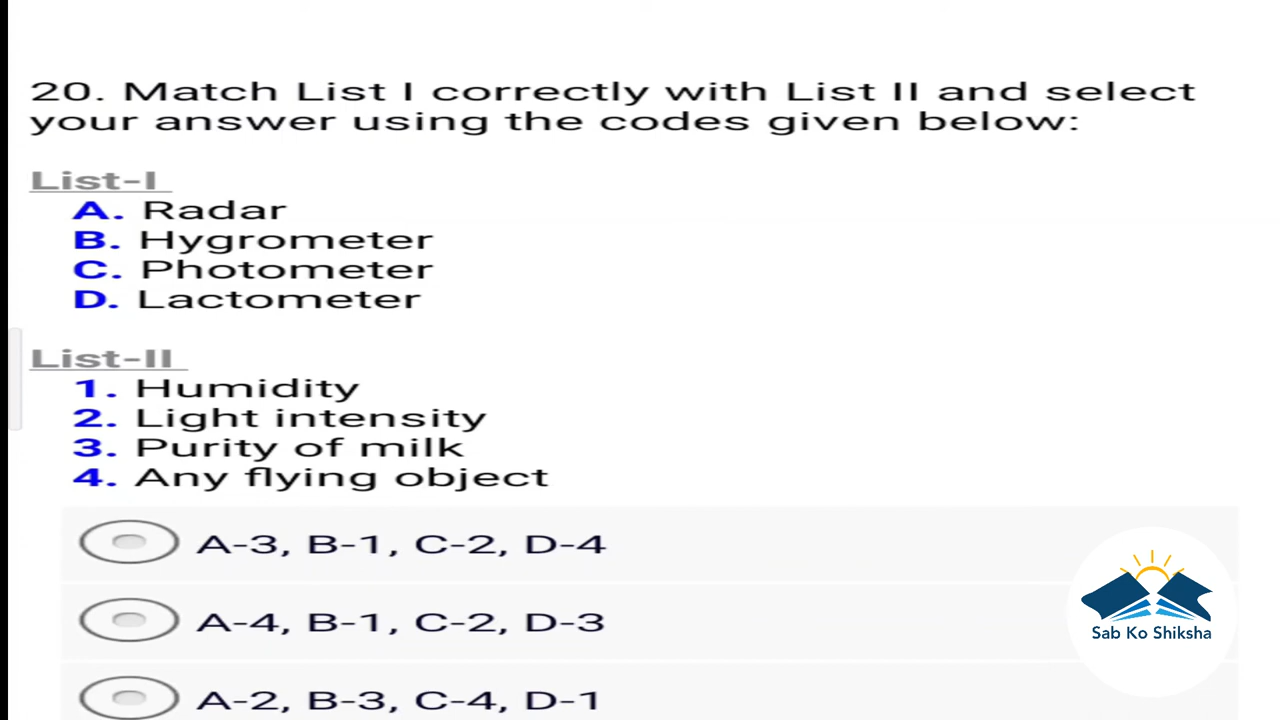 20. Match List I correctly with List II and select
your answer using the codes given below:
List-I
A. Radar
B. Hygrometer
C. Photometer
D. Lactometer
List-II
1. Humidity
2. Light intensity
3. Purity of milk
4. Any flying object
A-3, B-1, C-2, D-4
A-4, B-1, C-2, D-3
Sab Ko Shiksha
A-2, B-3, C-4, D-1